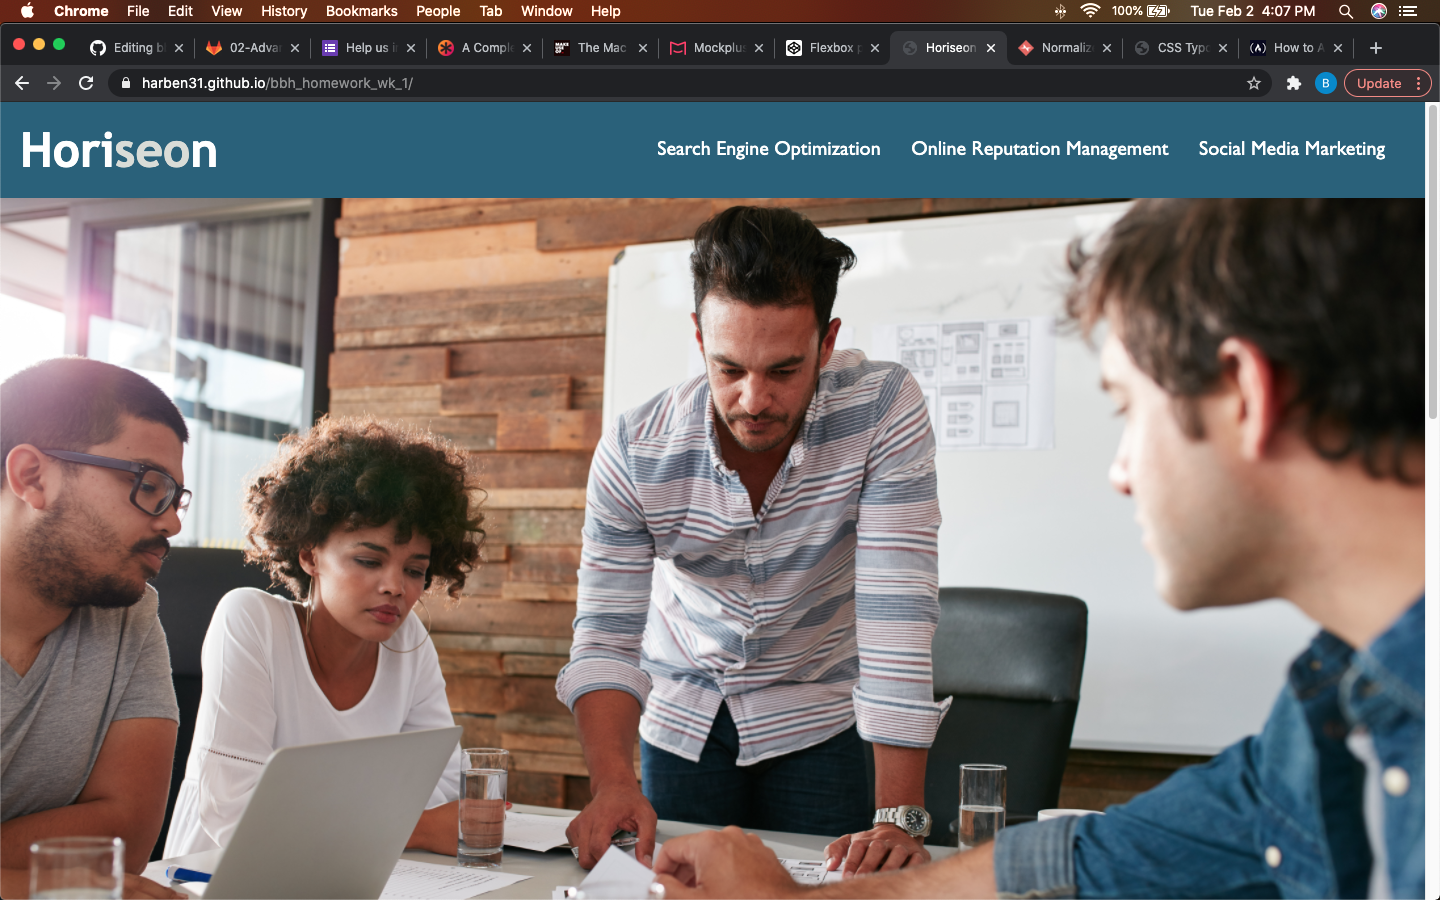 Chrome File Edit View History Bookmarks People Tab Window Help 100% Tue Feb 2 4:07 PM
Editing b 02-Adva Help us i A Comple The Mac Mockplus Flexbox p Horiseon Normaliz CSS Typo How to A
harben31.github.io/bbh_homework_wk_1/ B Update
Horiseon Search Engine Optimization Online Reputation Management Social Media Marketing